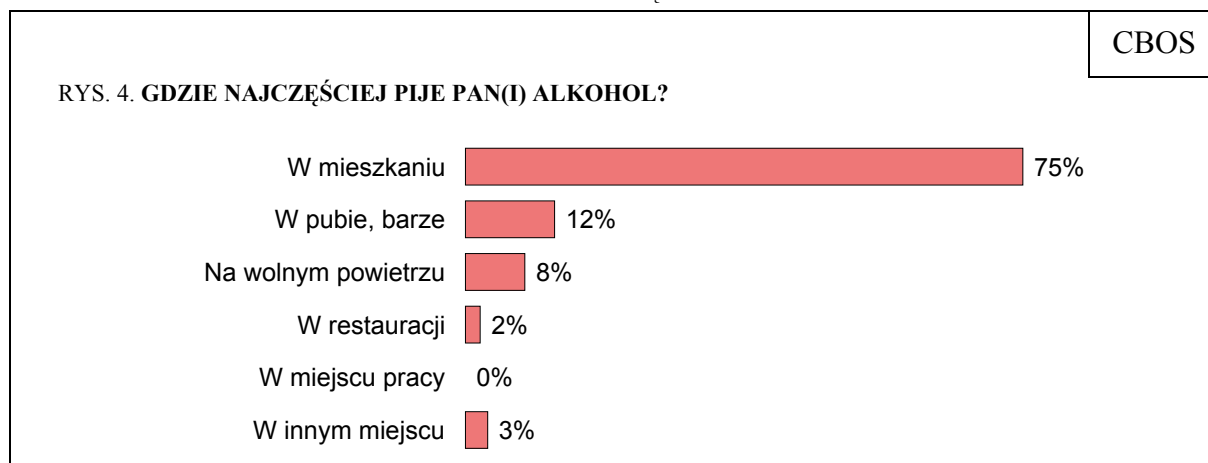 CBOS
RYS. 4. GDZIE NAJCZĘŚCIEJ PIJE PAN(I) ALKOHOL?
W mieszkaniu 75%
W pubie, barze 12%
Na wolnym powietrzu 8%
W restauracji 2%
W miejscu pracy 0%
W innym miejscu 3%